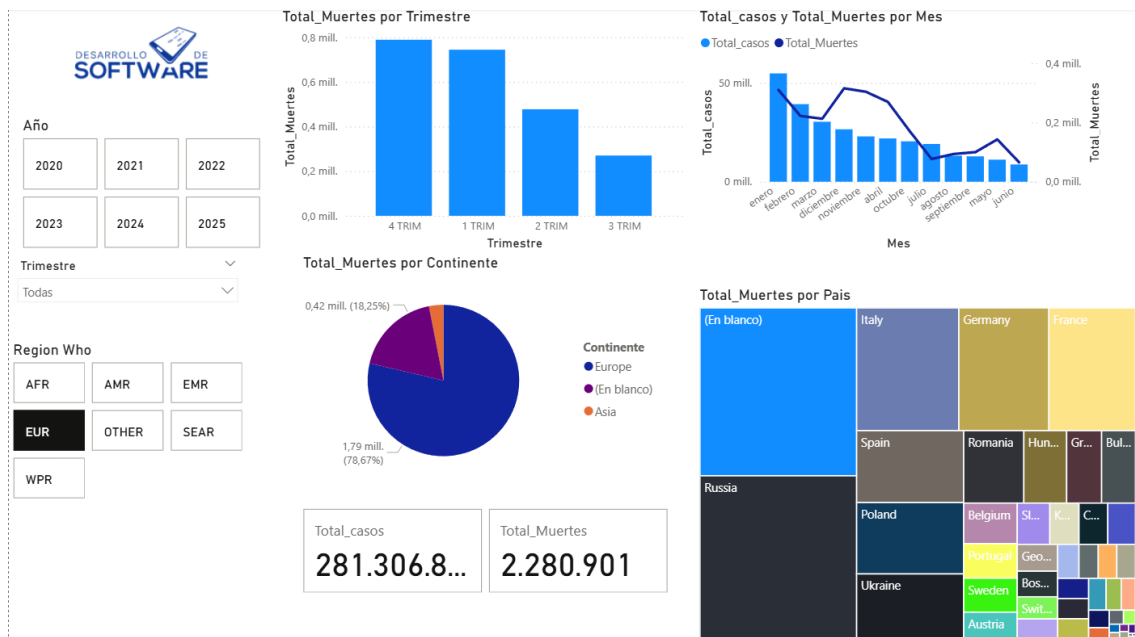 DESARROLLO DE
SOFTWARE
Año
2020 2021 2022
2023 2024 2025
Trimestre
Todas
Region Who
AFR AMR EMR
EUR OTHER SEAR
WPR
Total_Muertes por Trimestre
0,8 mill.
0,6 mill.
0,4 mill.
0,2 mill.
0,0 mill.
Total_Muertes
4 TRIM 1 TRIM 2 TRIM 3 TRIM
Trimestre
Total_casos y Total_Muertes por Mes
Total_casos Total_Muertes
50 mill.
0 mill.
Total_casos
0,4 mill.
0,2 mill.
0,0 mill.
Total_Muertes
enero febrero marzo diciembre noviembre abril octubre julio agosto septiembre mayo junio
Mes
Total_Muertes por Continente
0,42 mill. (18,25%)
1,79 mill.
(78,67%)
Continente
Europe
(En blanco)
Asia
Total_casos
281.306.8...
Total_Muertes
2.280.901
Total_Muertes por Pais
(En blanco) Italy Germany France
Spain Romania Hun... Gr... Bul...
Russia
Poland Belgium Sl... K... C...
Portugal Geo...
Ukraine Sweden Bos...
Swit...
Austria